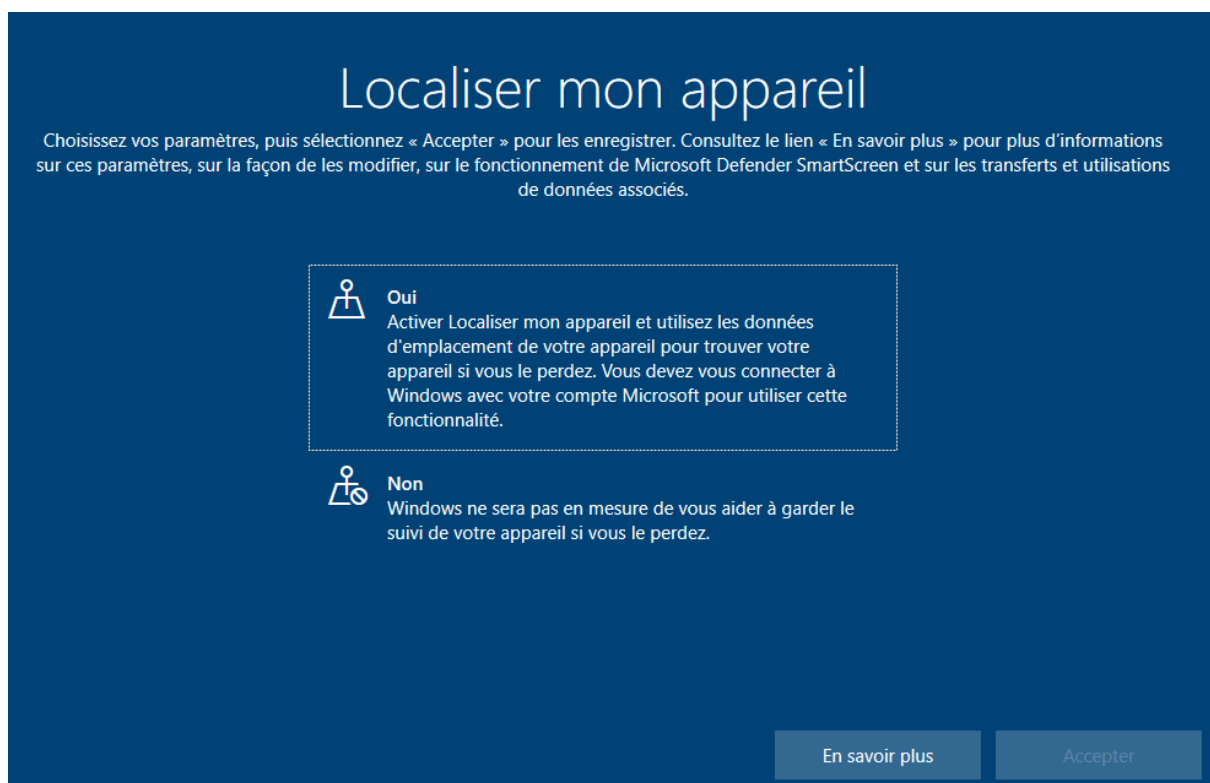 Localiser mon appareil
Choisissez vos paramètres, puis sélectionnez « Accepter » pour les enregistrer. Consultez le lien « En savoir plus » pour plus d’informations
sur ces paramètres, sur la façon de les modifier, sur le fonctionnement de Microsoft Defender SmartScreen et sur les transferts et utilisations
de données associés.
Oui
Activer Localiser mon appareil et utilisez les données
d'emplacement de votre appareil pour trouver votre
appareil si vous le perdez. Vous devez vous connecter à
Windows avec votre compte Microsoft pour utiliser cette
fonctionnalité.
Non
Windows ne sera pas en mesure de vous aider à garder le
suivi de votre appareil si vous le perdez.
En savoir plus
Accepter